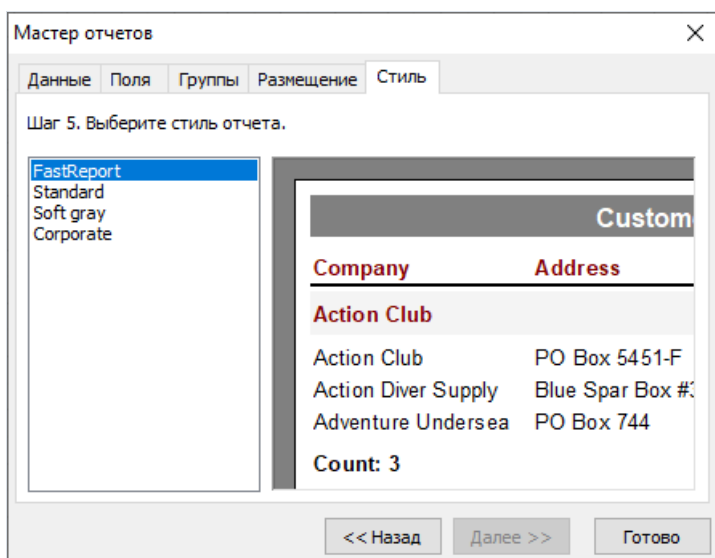 Мастер отчетов
Данные Поля Группы Размещение Стиль
Шаг 5. Выберите стиль отчета.
FastReport
Standard
Soft gray
Corporate
Custom
Company Address
Action Club
Action Club PO Box 5451-F
Action Diver Supply Blue Spar Box #3
Adventure Undersea PO Box 744
Count: 3
<< Назад Далее >> Готово